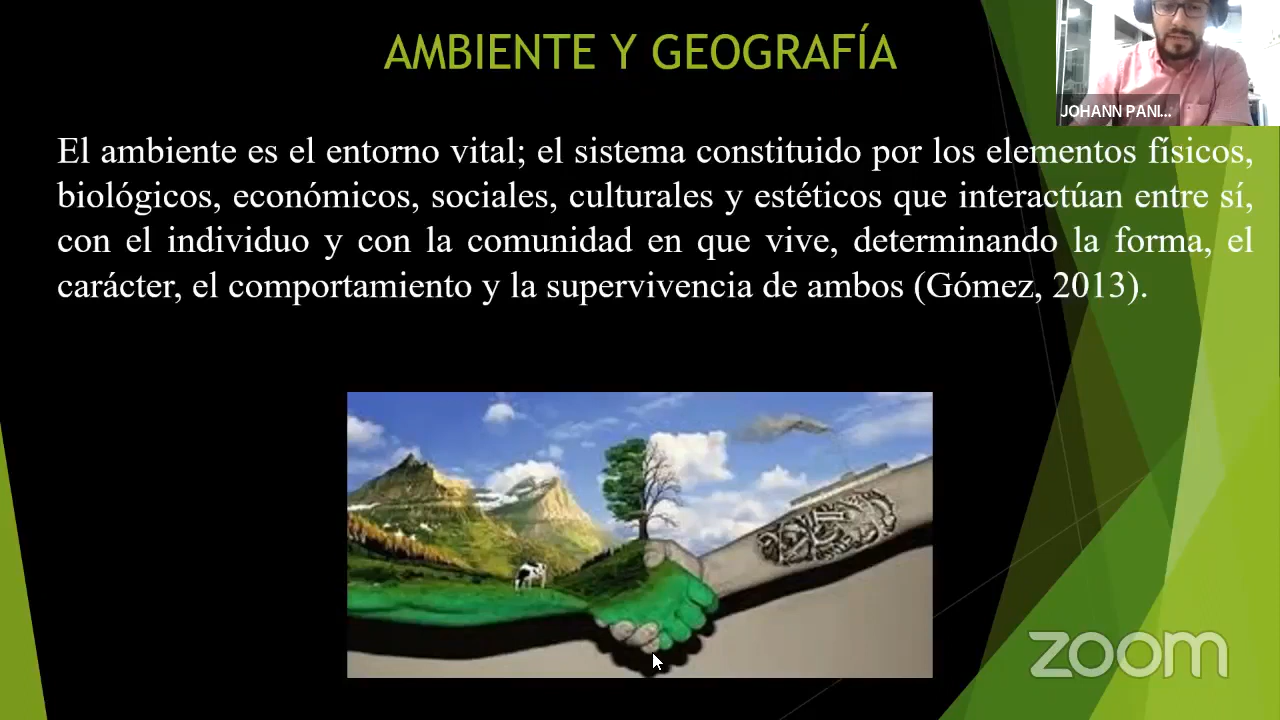 AMBIENTE Y GEOGRAFÍA
JOHANN PANI...
El ambiente es el entorno vital; el sistema constituido por los elementos físicos,
biológicos, económicos, sociales, culturales y estéticos que interactúan entre sí,
con el individuo y con la comunidad en que vive, determinando la forma, el
carácter, el comportamiento y la supervivencia de ambos (Gómez, 2013).
zoom